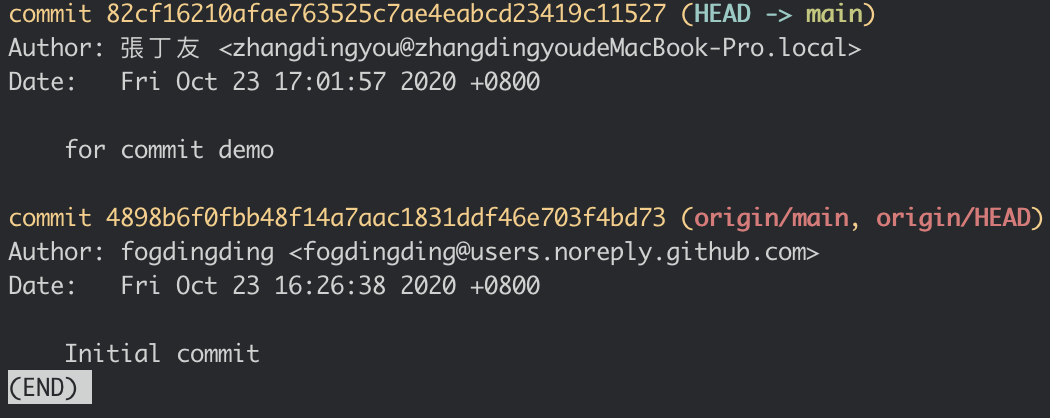 commit 82cf16210afae763525c7ae4eabcd23419c11527 (HEAD -> main)
Author: 張丁友 <zhangdingyou@zhangdingyoudeMacBook-Pro.local>
Date:   Fri Oct 23 17:01:57 2020 +0800
    for commit demo
commit 4898b6f0fbb48f14a7aac1831ddf46e703f4bd73 (origin/main, origin/HEAD)
Author: fogdingding <fogdingding@users.noreply.github.com>
Date:   Fri Oct 23 16:26:38 2020 +0800
    Initial commit
(END)